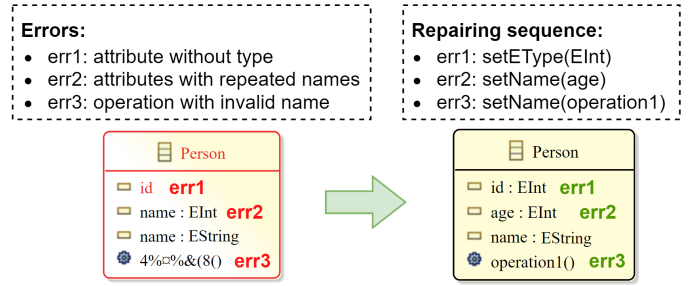 Errors:
• err1: attribute without type
• err2: attributes with repeated names
• err3: operation with invalid name
Repairing sequence:
• err1: setEType(EInt)
• err2: setName(age)
• err3: setName(operation1)
Person
id err1
name : EInt err2
name : EString
4%¤%&(8() err3
Person
id : EInt err1
age : EInt err2
name : EString
operation1() err3